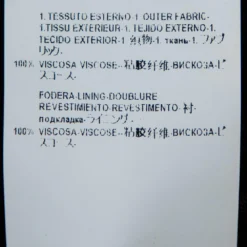 1. TESSUTO ESTERNO-1 OUTER FABRIC-
1.TISSU EXTERIEUR-1. TEJIDO EXTERNO-1.
TECIDO EXTERIOR-1 织物-1. ткань-1. ファブ
リック.
100% VISCOSA-VISCOSE--粘胶纤维-ВИСКОЗА-ビ
スコース-
FODERA-LINING-DOUBLURE
REVESTIMIENTO-REVESTIMENTO-衬-
подкладка-ライニング-
100% VISCOSA-VISCOSE--粘胶纤维-ВИСКОЗА-ビ
スコース-